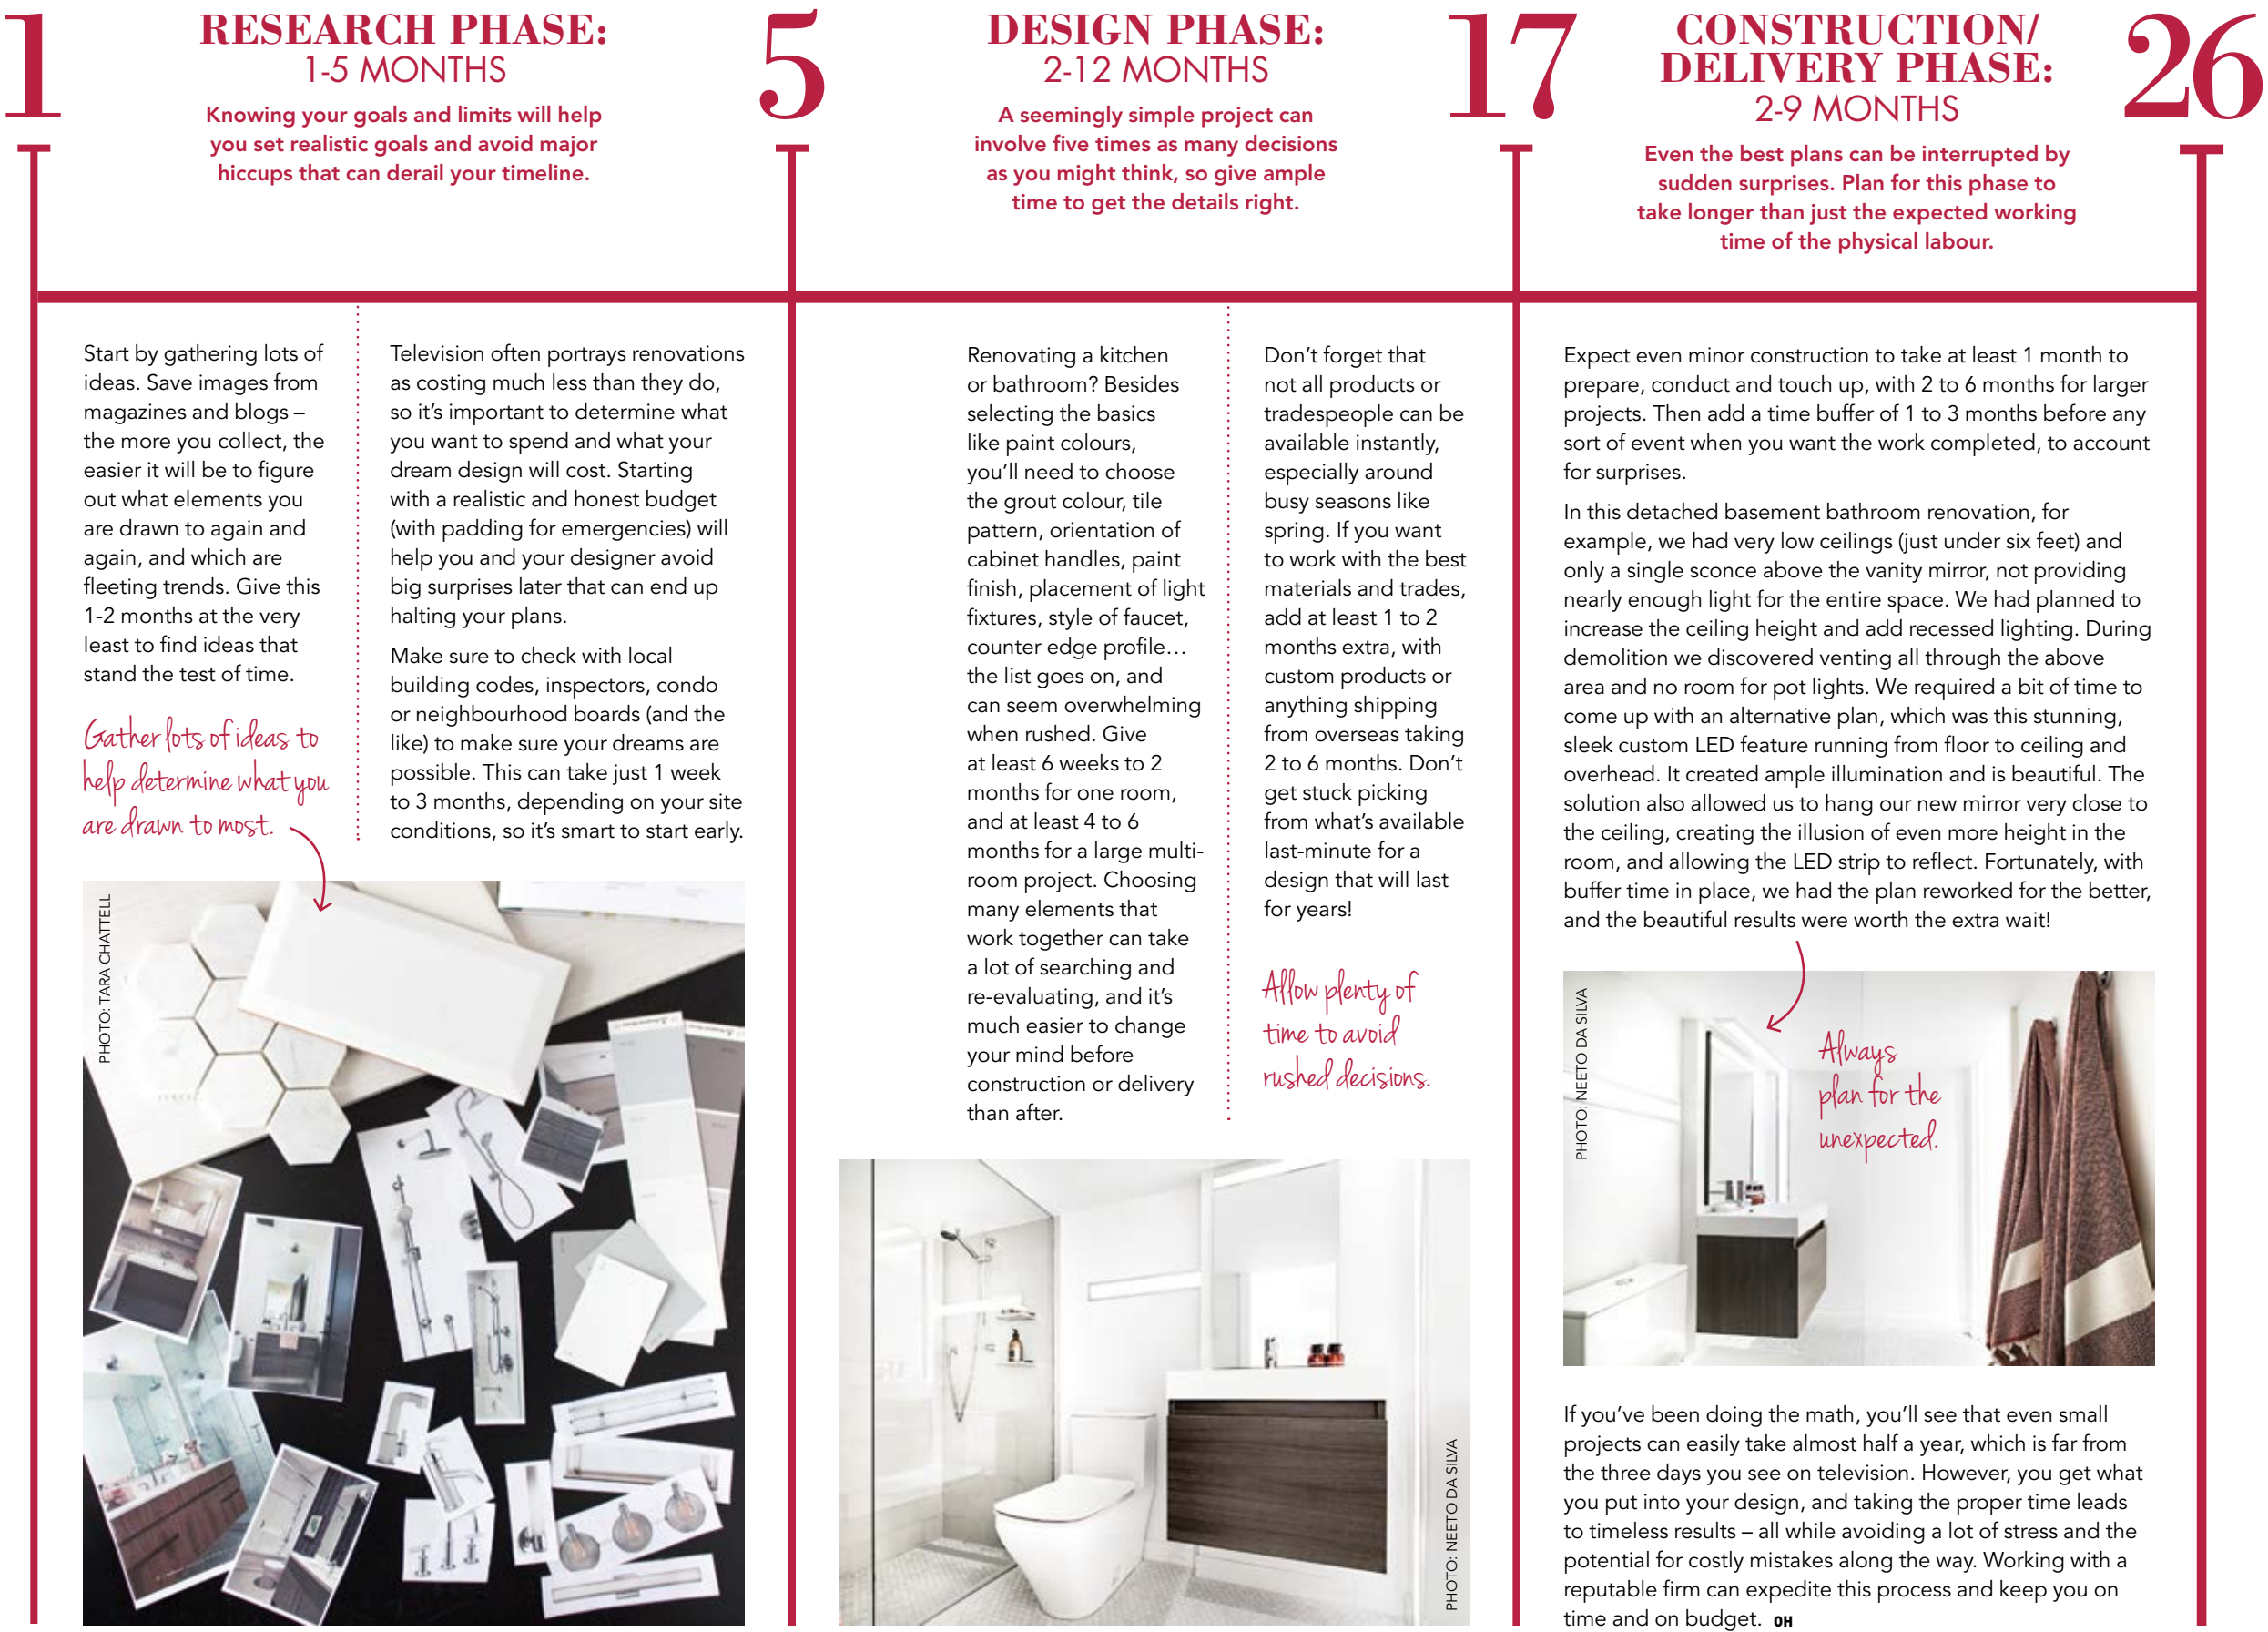 1
RESEARCH PHASE:
1-5 MONTHS
Knowing your goals and limits will help
you set realistic goals and avoid major
hiccups that can derail your timeline.
5
DESIGN PHASE:
2-12 MONTHS
A seemingly simple project can
involve five times as many decisions
as you might think, so give ample
time to get the details right.
17
CONSTRUCTION/
DELIVERY PHASE:
2-9 MONTHS
Even the best plans can be interrupted by
sudden surprises. Plan for this phase to
take longer than just the expected working
time of the physical labour.
26
Start by gathering lots of
ideas. Save images from
magazines and blogs –
the more you collect, the
easier it will be to figure
out what elements you
are drawn to again and
again, and which are
fleeting trends. Give this
1-2 months at the very
least to find ideas that
stand the test of time.
Gather lots of ideas to
help determine what you
are drawn to most.
Television often portrays renovations
as costing much less than they do,
so it's important to determine what
you want to spend and what your
dream design will cost. Starting
with a realistic and honest budget
(with padding for emergencies) will
help you and your designer avoid
big surprises later that can end up
halting your plans.
Make sure to check with local
building codes, inspectors, condo
or neighbourhood boards (and the
like) to make sure your dreams are
possible. This can take just 1 week
to 3 months, depending on your site
conditions, so it's smart to start early.
PHOTO: TARA CHATTELL
Renovating a kitchen
or bathroom? Besides
selecting the basics
like paint colours,
you'll need to choose
the grout colour, tile
pattern, orientation of
cabinet handles, paint
finish, placement of light
fixtures, style of faucet,
counter edge profile…
the list goes on, and
can seem overwhelming
when rushed. Give
at least 6 weeks to 2
months for one room,
and at least 4 to 6
months for a large multi-
room project. Choosing
many elements that
work together can take
a lot of searching and
re-evaluating, and it's
much easier to change
your mind before
construction or delivery
than after.
Don't forget that
not all products or
tradespeople can be
available instantly,
especially around
busy seasons like
spring. If you want
to work with the best
materials and trades,
add at least 1 to 2
months extra, with
custom products or
anything shipping
from overseas taking
2 to 6 months. Don't
get stuck picking
from what's available
last-minute for a
design that will last
for years!
Allow plenty of
time to avoid
rushed decisions.
PHOTO: NEETO DA SILVA
Expect even minor construction to take at least 1 month to
prepare, conduct and touch up, with 2 to 6 months for larger
projects. Then add a time buffer of 1 to 3 months before any
sort of event when you want the work completed, to account
for surprises.
In this detached basement bathroom renovation, for
example, we had very low ceilings (just under six feet) and
only a single sconce above the vanity mirror, not providing
nearly enough light for the entire space. We had planned to
increase the ceiling height and add recessed lighting. During
demolition we discovered venting all through the above
area and no room for pot lights. We required a bit of time to
come up with an alternative plan, which was this stunning,
sleek custom LED feature running from floor to ceiling and
overhead. It created ample illumination and is beautiful. The
solution also allowed us to hang our new mirror very close to
the ceiling, creating the illusion of even more height in the
room, and allowing the LED strip to reflect. Fortunately, with
buffer time in place, we had the plan reworked for the better,
and the beautiful results were worth the extra wait!
PHOTO: NEETO DA SILVA
Always
plan for the
unexpected.
If you've been doing the math, you'll see that even small
projects can easily take almost half a year, which is far from
the three days you see on television. However, you get what
you put into your design, and taking the proper time leads
to timeless results – all while avoiding a lot of stress and the
potential for costly mistakes along the way. Working with a
reputable firm can expedite this process and keep you on
time and on budget. OH